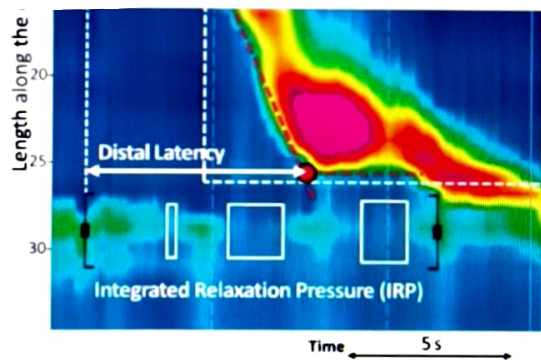 Length along the
20
Distal Latency
25
30
Integrated Relaxation Pressure (IRP)
Time
5 s